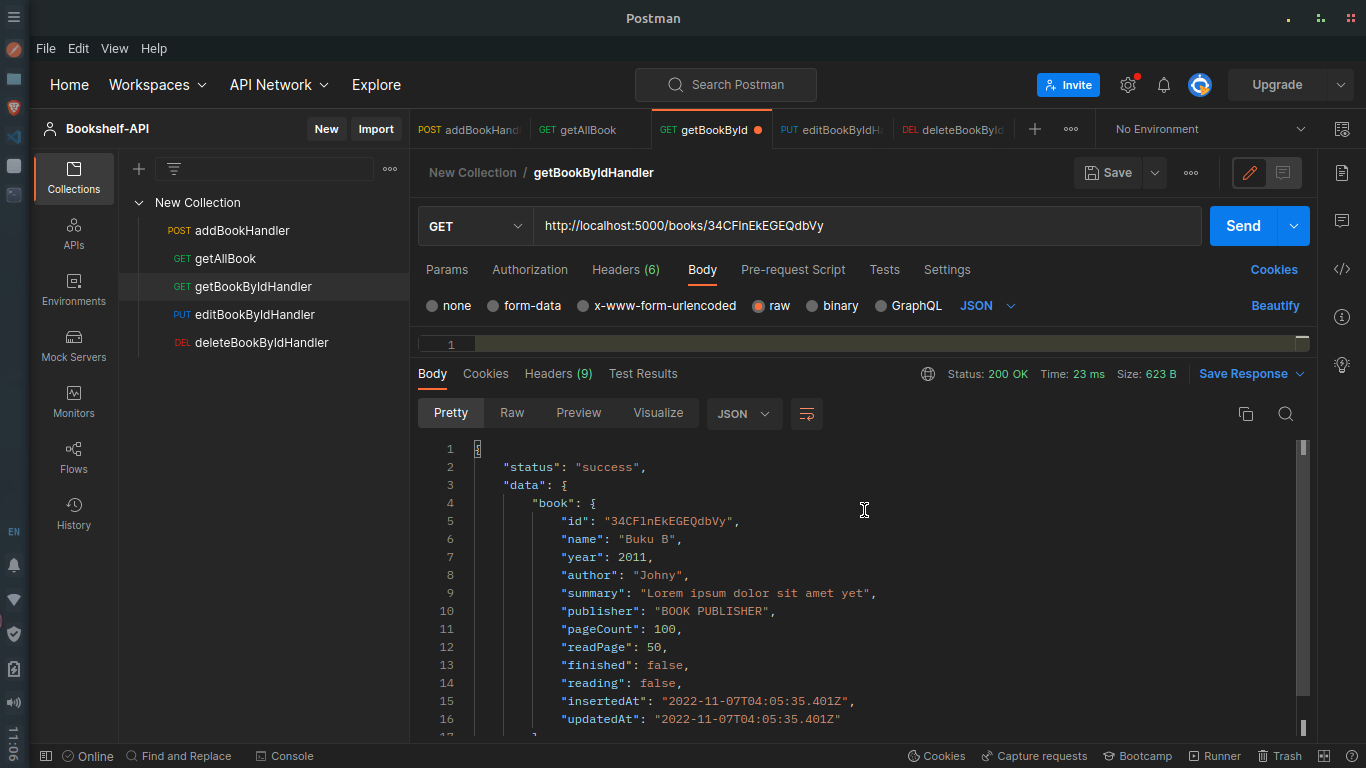 Postman
File Edit View Help
Home Workspaces API Network Explore Search Postman Invite Upgrade
Bookshelf-API New Import
POST addBookHand GET getAllBook GET getBookById PUT editBookByIdH DEL deleteBookById No Environment
Collections
APIs
Environments
Mock Servers
Monitors
Flows
History
New Collection
POST addBookHandler
GET getAllBook
GET getBookByIdHandler
PUT editBookByIdHandler
DEL deleteBookByIdHandler
New Collection / getBookByIdHandler Save
GET http://localhost:5000/books/34CFlnEkEGEQdbVy Send
Params Authorization Headers (6) Body Pre-request Script Tests Settings Cookies
none form-data x-www-form-urlencoded raw binary GraphQL JSON Beautify
1
Body Cookies Headers (9) Test Results Status: 200 OK Time: 23 ms Size: 623 B Save Response
Pretty Raw Preview Visualize JSON
1 {
2 "status": "success",
3 "data": {
4 "book": {
5 "id": "34CFlnEkEGEQdbVy",
6 "name": "Buku B",
7 "year": 2011,
8 "author": "Johny",
9 "summary": "Lorem ipsum dolor sit amet yet",
10 "publisher": "BOOK PUBLISHER",
11 "pageCount": 100,
12 "readPage": 50,
13 "finished": false,
14 "reading": false,
15 "insertedAt": "2022-11-07T04:05:35.401Z",
16 "updatedAt": "2022-11-07T04:05:35.401Z"
EN
11:06
Online Find and Replace Console Cookies Capture requests Bootcamp Runner Trash